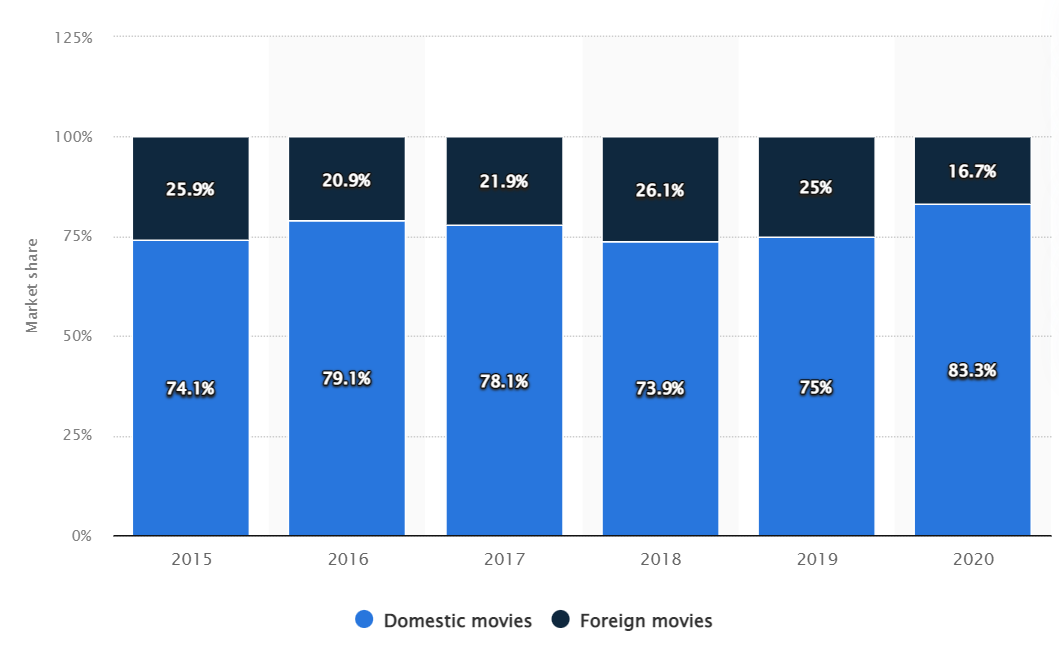 125%
100%
75%
50%
25%
0%
Market share
25.9% 20.9% 21.9% 26.1% 25% 16.7%
74.1% 79.1% 78.1% 73.9% 75% 83.3%
2015 2016 2017 2018 2019 2020
Domestic movies Foreign movies